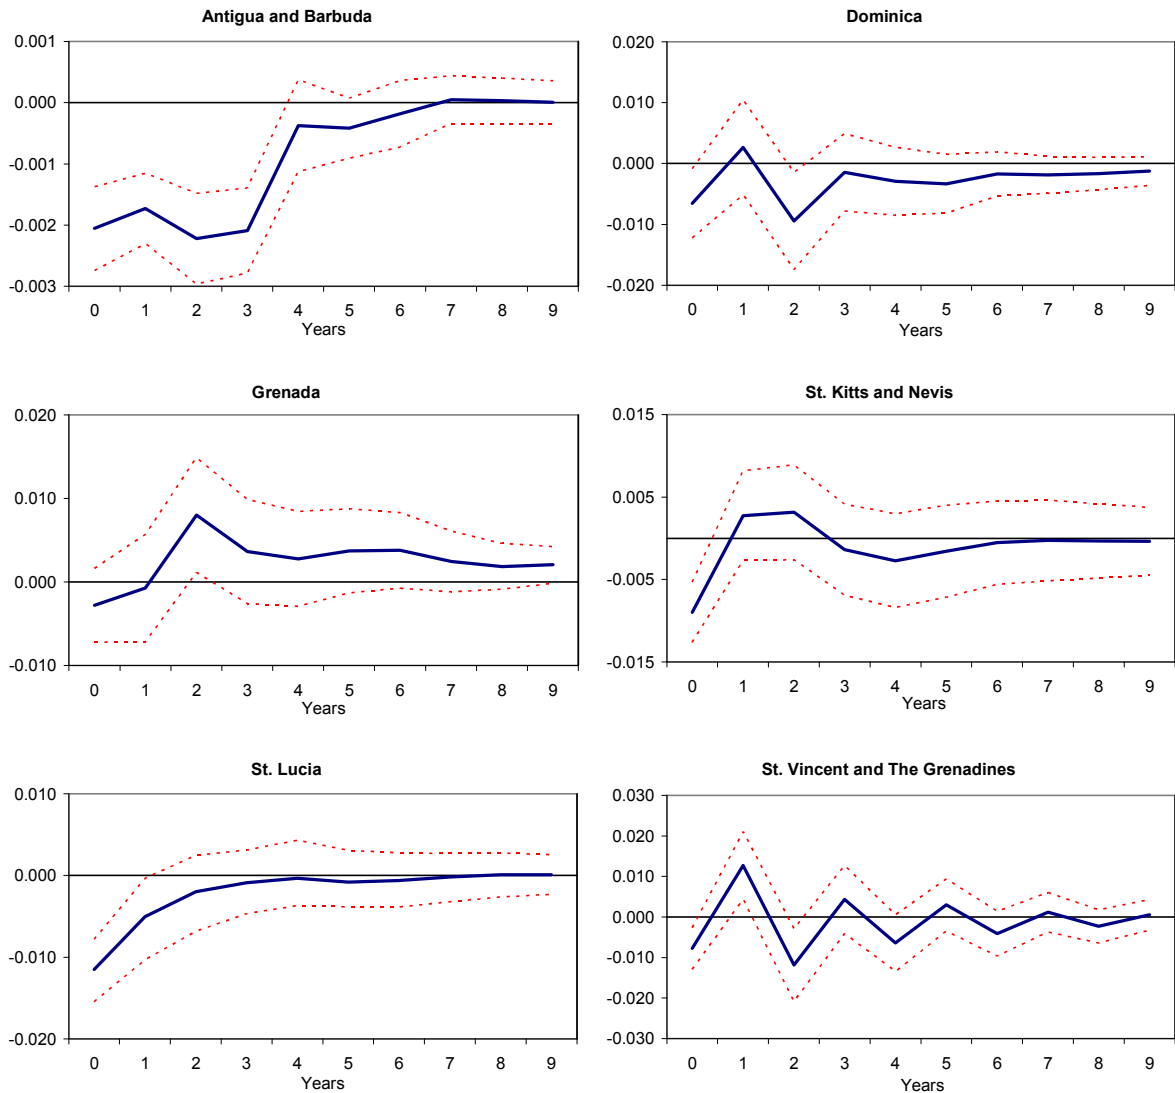 Antigua and Barbuda
0.001
0.000
-0.001
-0.002
-0.003
0 1 2 3 4 5 6 7 8 9
Years
Dominica
0.020
0.010
0.000
-0.010
-0.020
0 1 2 3 4 5 6 7 8 9
Years
Grenada
0.020
0.010
0.000
-0.010
0 1 2 3 4 5 6 7 8 9
Years
St. Kitts and Nevis
0.015
0.005
-0.005
-0.015
0 1 2 3 4 5 6 7 8 9
Years
St. Lucia
0.010
0.000
-0.010
-0.020
0 1 2 3 4 5 6 7 8 9
Years
St. Vincent and The Grenadines
0.030
0.020
0.010
0.000
-0.010
-0.020
-0.030
0 1 2 3 4 5 6 7 8 9
Years